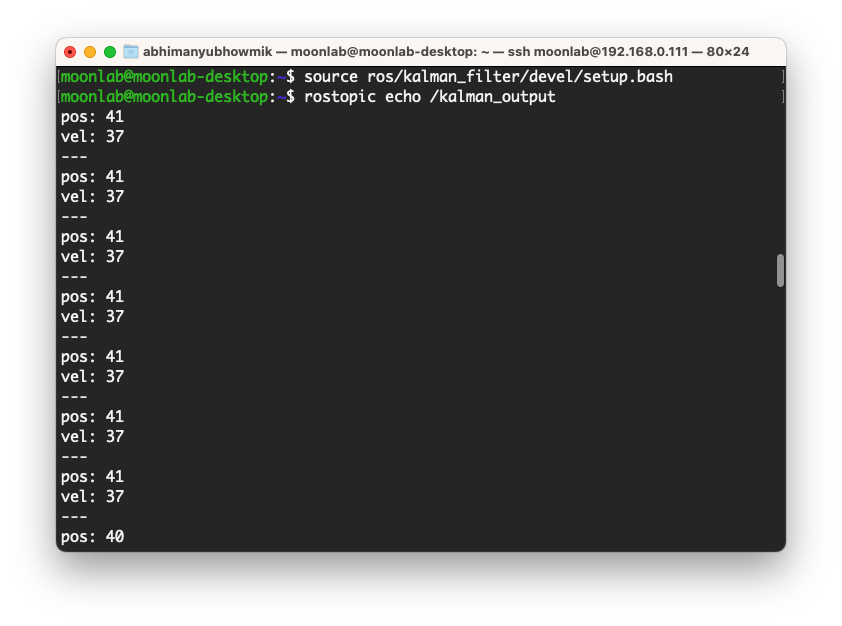 abhimanyubhowmik — moonlab@moonlab-desktop: ~ — ssh moonlab@192.168.0.111 — 80×24
[moonlab@moonlab-desktop:~$ source ros/kalman_filter/devel/setup.bash ]
[moonlab@moonlab-desktop:~$ rostopic echo /kalman_output ]
pos: 41
vel: 37
---
pos: 41
vel: 37
---
pos: 41
vel: 37
---
pos: 41
vel: 37
---
pos: 41
vel: 37
---
pos: 41
vel: 37
---
pos: 41
vel: 37
---
pos: 40